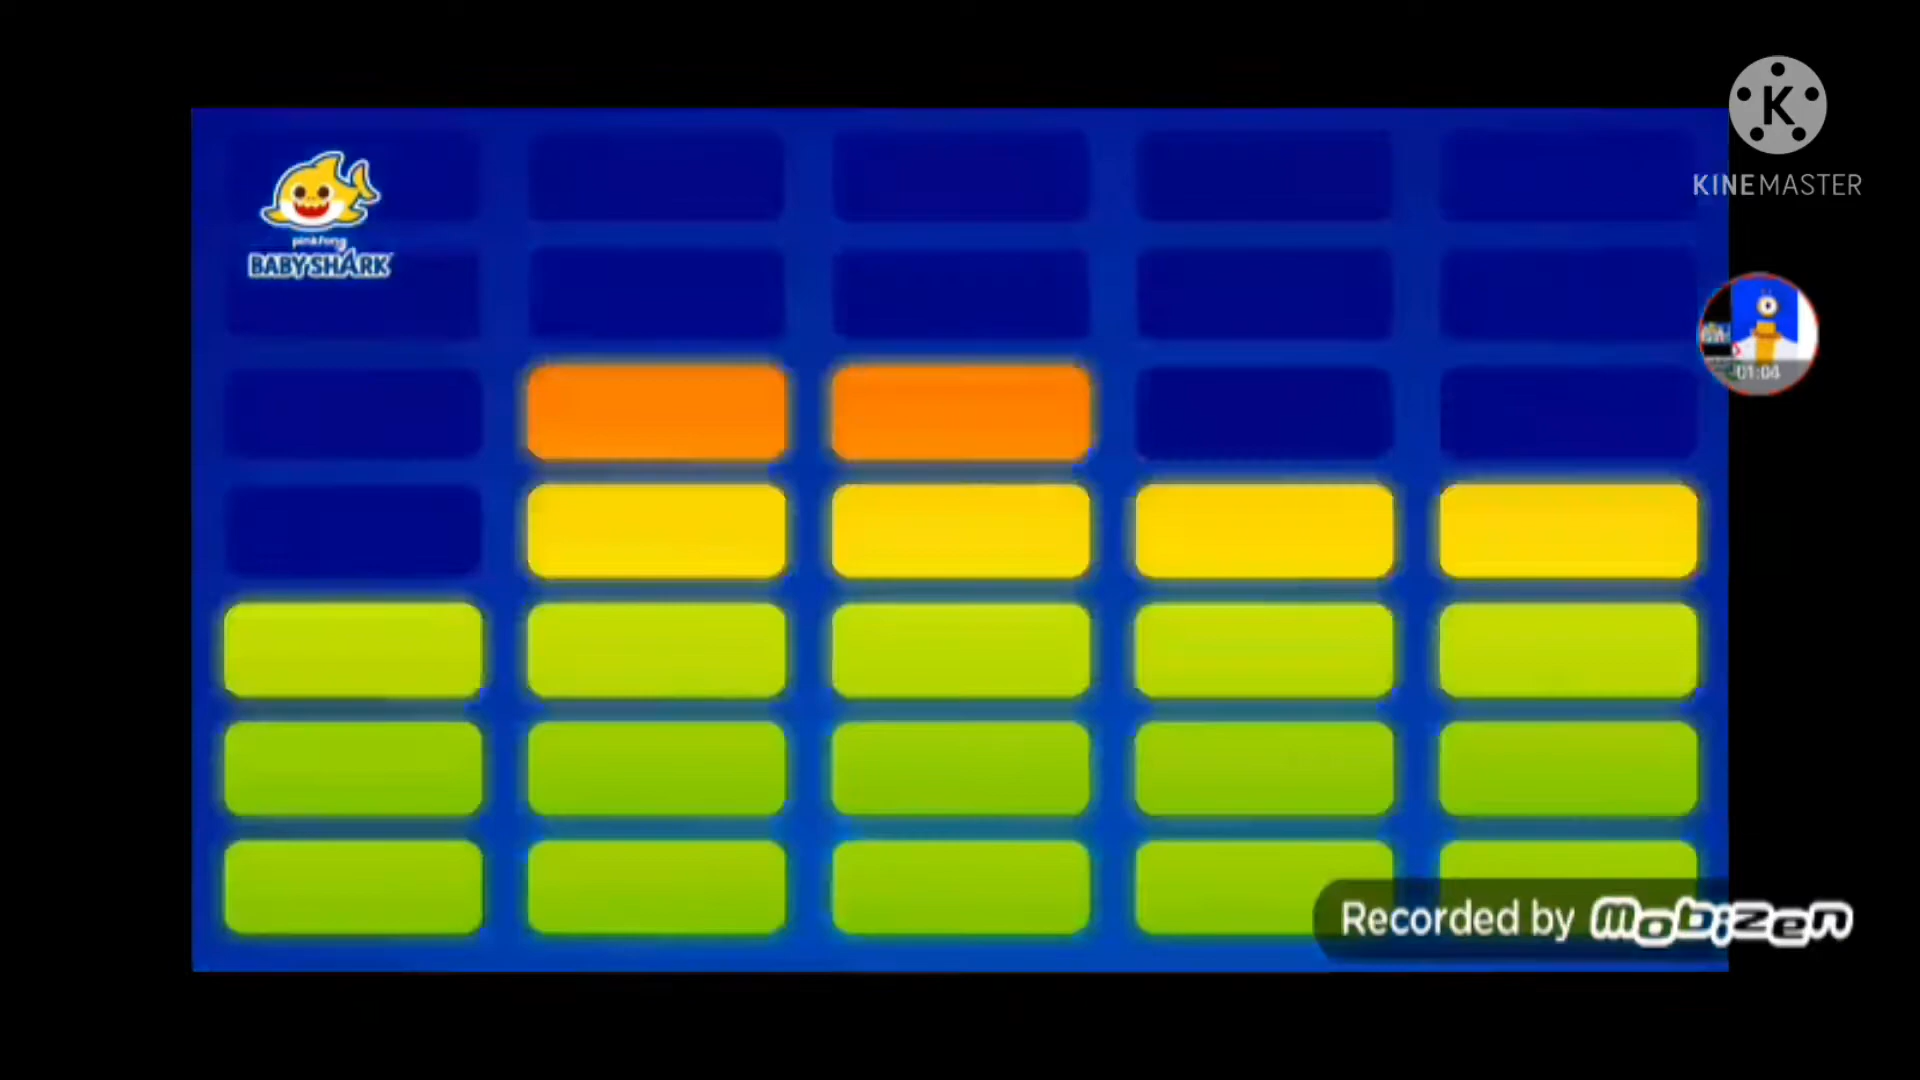 pinkfong
BABY SHARK
K
KINEMASTER
01:04
Recorded by mobizen